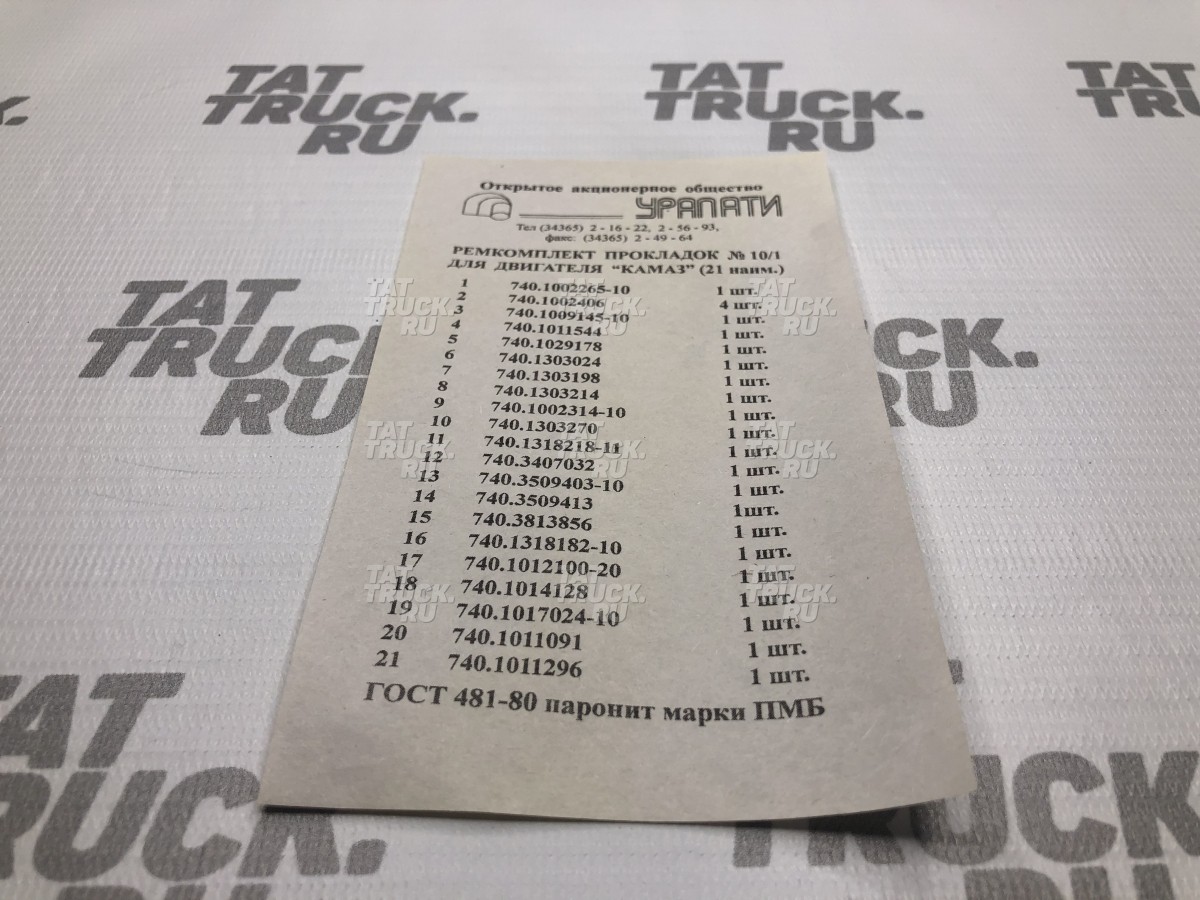 TAT TRUCK.RU
TAT TRUCK.RU
TAT TRUCK.
Открытое акционерное общество
УРАЛАТИ
Тел (34365) 2 - 16 - 22, 2 - 56 - 93,
факс: (34365) 2 - 49 - 64
РЕМКОМПЛЕКТ ПРОКЛАДОК № 10/1
ДЛЯ ДВИГАТЕЛЯ "КАМАЗ" (21 наим.)
1 740.1002265-10 1 шт.
2 740.1002406 4 шт.
3 740.1009145-10 1 шт.
4 740.1011544 1 шт.
5 740.1029178 1 шт.
6 740.1303024 1 шт.
7 740.1303198 1 шт.
8 740.1303214 1 шт.
9 740.1002314-10 1 шт.
10 740.1303270 1 шт.
11 740.1318218-11 1 шт.
12 740.3407032 1 шт.
13 740.3509403-10 1 шт.
14 740.3509413 1шт.
15 740.3813856 1 шт.
16 740.1318182-10 1 шт.
17 740.1012100-20 1 шт.
18 740.1014128 1 шт.
19 740.1017024-10 1 шт.
20 740.1011091 1 шт.
21 740.1011296 1 шт.
ГОСТ 481-80 паронит марки ПМБ